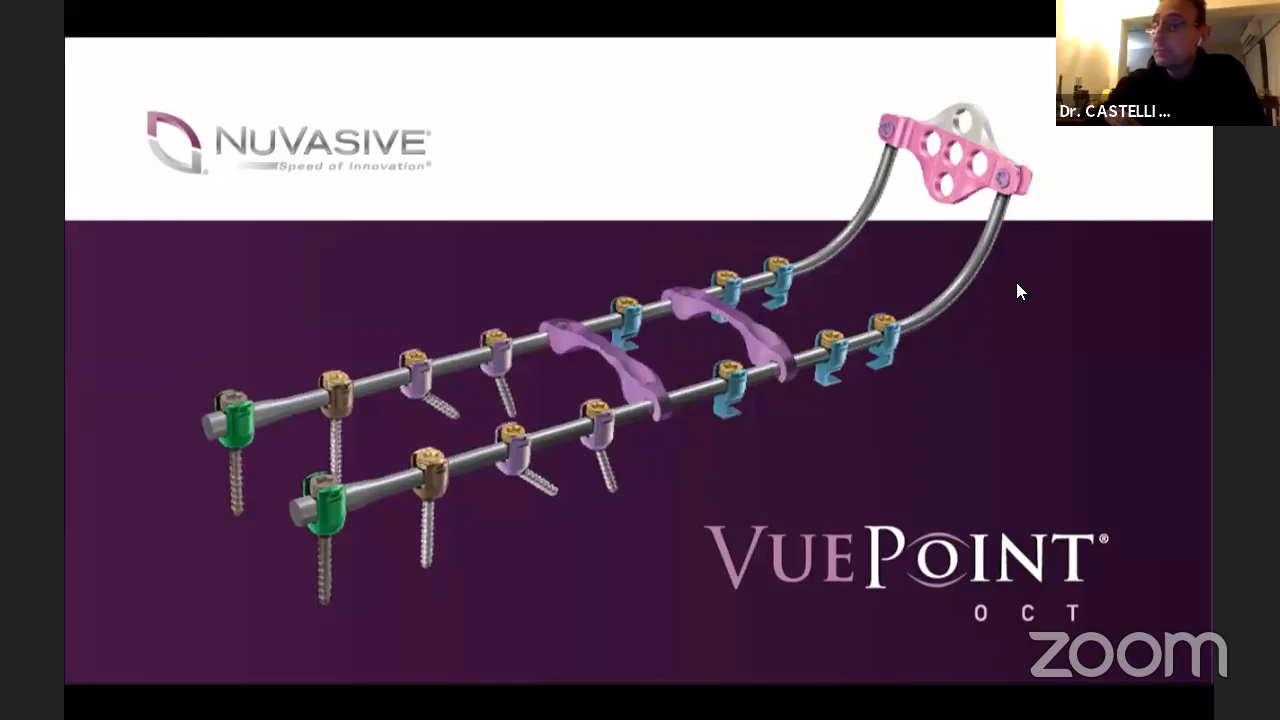 Dr. CASTELLI ...
NUVASIVE®
Speed of Innovation®
VUEPOINT®
OCT
zoom